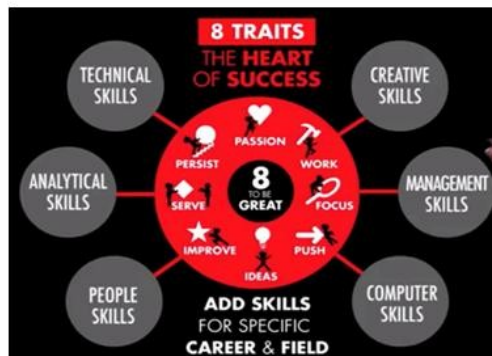 8 TRAITS
THE HEART
OF SUCCESS
TECHNICAL
SKILLS
CREATIVE
SKILLS
ANALYTICAL
SKILLS
MANAGEMENT
SKILLS
PEOPLE
SKILLS
COMPUTER
SKILLS
PASSION
WORK
FOCUS
PUSH
IDEAS
IMPROVE
SERVE
PERSIST
8
TO BE
GREAT
ADD SKILLS
FOR SPECIFIC
CAREER & FIELD